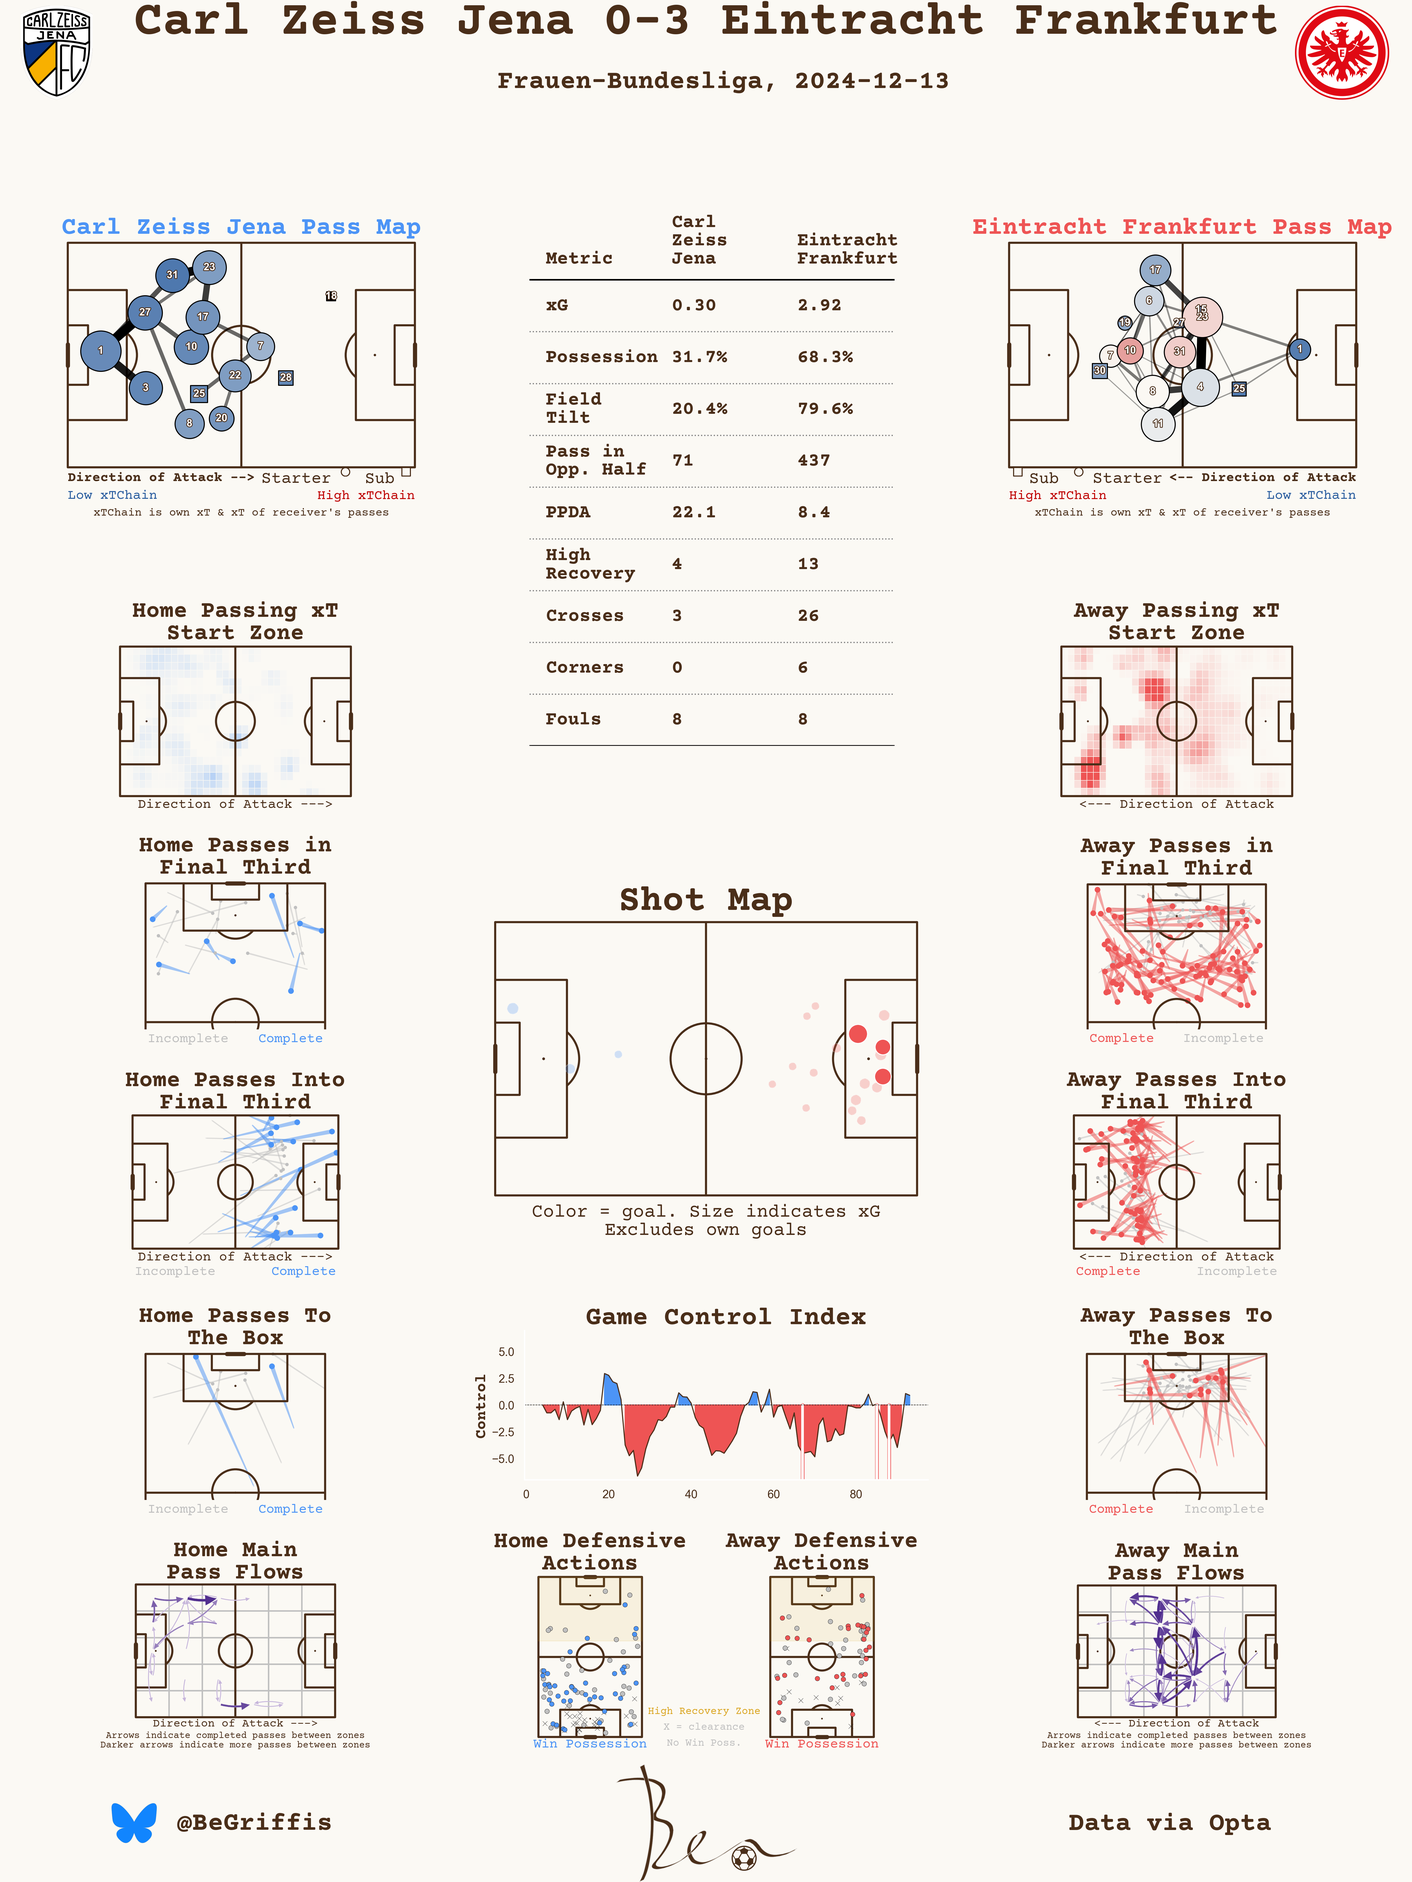 Carl Zeiss Jena 0-3 Eintracht Frankfurt
CARL ZEISS
JENA
FC
Frauen-Bundesliga, 2024-12-13
Carl Zeiss Jena Pass Map
31
23
18
27
17
1
10
7
3
22
28
25
8
20
Direction of Attack --> Starter Sub
Low xTChain High xTChain
xTChain is own xT & xT of receiver's passes
Metric
Carl
Zeiss
Jena
Eintracht
Frankfurt
xG 0.30 2.92
Possession 31.7% 68.3%
Field
Tilt 20.4% 79.6%
Pass in
Opp. Half 71 437
PPDA 22.1 8.4
High
Recovery 4 13
Crosses 3 26
Corners 0 6
Fouls 8 8
Eintracht Frankfurt Pass Map
17
6
15
19
27
23
7
10
31
1
30
8
4
25
11
Sub Starter <-- Direction of Attack
High xTChain Low xTChain
xTChain is own xT & xT of receiver's passes
Home Passing xT
Start Zone
Direction of Attack --->
Away Passing xT
Start Zone
<--- Direction of Attack
Home Passes in
Final Third
Incomplete Complete
Away Passes in
Final Third
Complete Incomplete
Shot Map
Color = goal. Size indicates xG
Excludes own goals
Home Passes Into
Final Third
Direction of Attack --->
Incomplete Complete
Away Passes Into
Final Third
<--- Direction of Attack
Complete Incomplete
Home Passes To
The Box
Incomplete Complete
Game Control Index
Control
5.0
2.5
0.0
−2.5
−5.0
0 20 40 60 80
Away Passes To
The Box
Complete Incomplete
Home Main
Pass Flows
Direction of Attack --->
Arrows indicate completed passes between zones
Darker arrows indicate more passes between zones
Home Defensive
Actions
Win Possession
High Recovery Zone
X = clearance
No Win Poss.
Away Defensive
Actions
Win Possession
Away Main
Pass Flows
<--- Direction of Attack
Arrows indicate completed passes between zones
Darker arrows indicate more passes between zones
@BeGriffis
Ben
Data via Opta